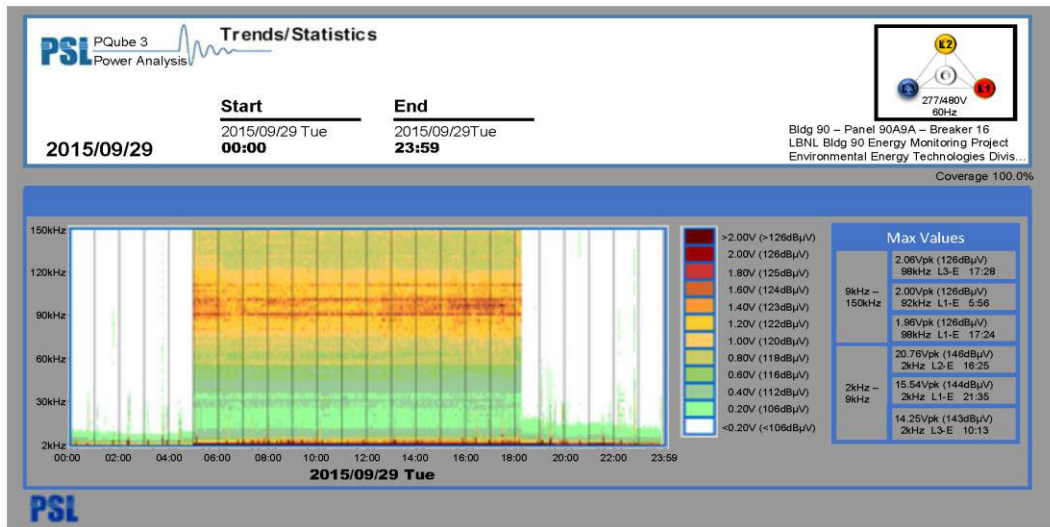 PSL
PQube 3
Power Analysis
Trends/Statistics
Start
End
2015/09/29
2015/09/29 Tue
00:00
2015/09/29Tue
23:59
L2
L3
L1
277/480V
60Hz
Bldg 90 – Panel 90A9A – Breaker 16
LBNL Bldg 90 Energy Monitoring Project
Environmental Energy Technologies Divis...
Coverage 100.0%
150kHz
120kHz
90kHz
60kHz
30kHz
2kHz
00:00 02:00 04:00 06:00 08:00 10:00 12:00 14:00 16:00 18:00 20:00 22:00 23:59
2015/09/29 Tue
>2.00V (>126dBµV)
2.00V (126dBµV)
1.80V (125dBµV)
1.60V (124dBµV)
1.40V (123dBµV)
1.20V (122dBµV)
1.00V (120dBµV)
0.80V (118dBµV)
0.60V (116dBµV)
0.40V (112dBµV)
0.20V (106dBµV)
<0.20V (<106dBµV)
Max Values
9kHz –
150kHz
2.06Vpk (126dBµV)
98kHz L3-E 17:28
2.00Vpk (126dBµV)
92kHz L1-E 5:56
1.96Vpk (126dBµV)
98kHz L1-E 17:24
2kHz –
9kHz
20.76Vpk (146dBµV)
2kHz L2-E 16:25
15.54Vpk (144dBµV)
2kHz L1-E 21:35
14.25Vpk (143dBµV)
2kHz L3-E 10:13
PSL